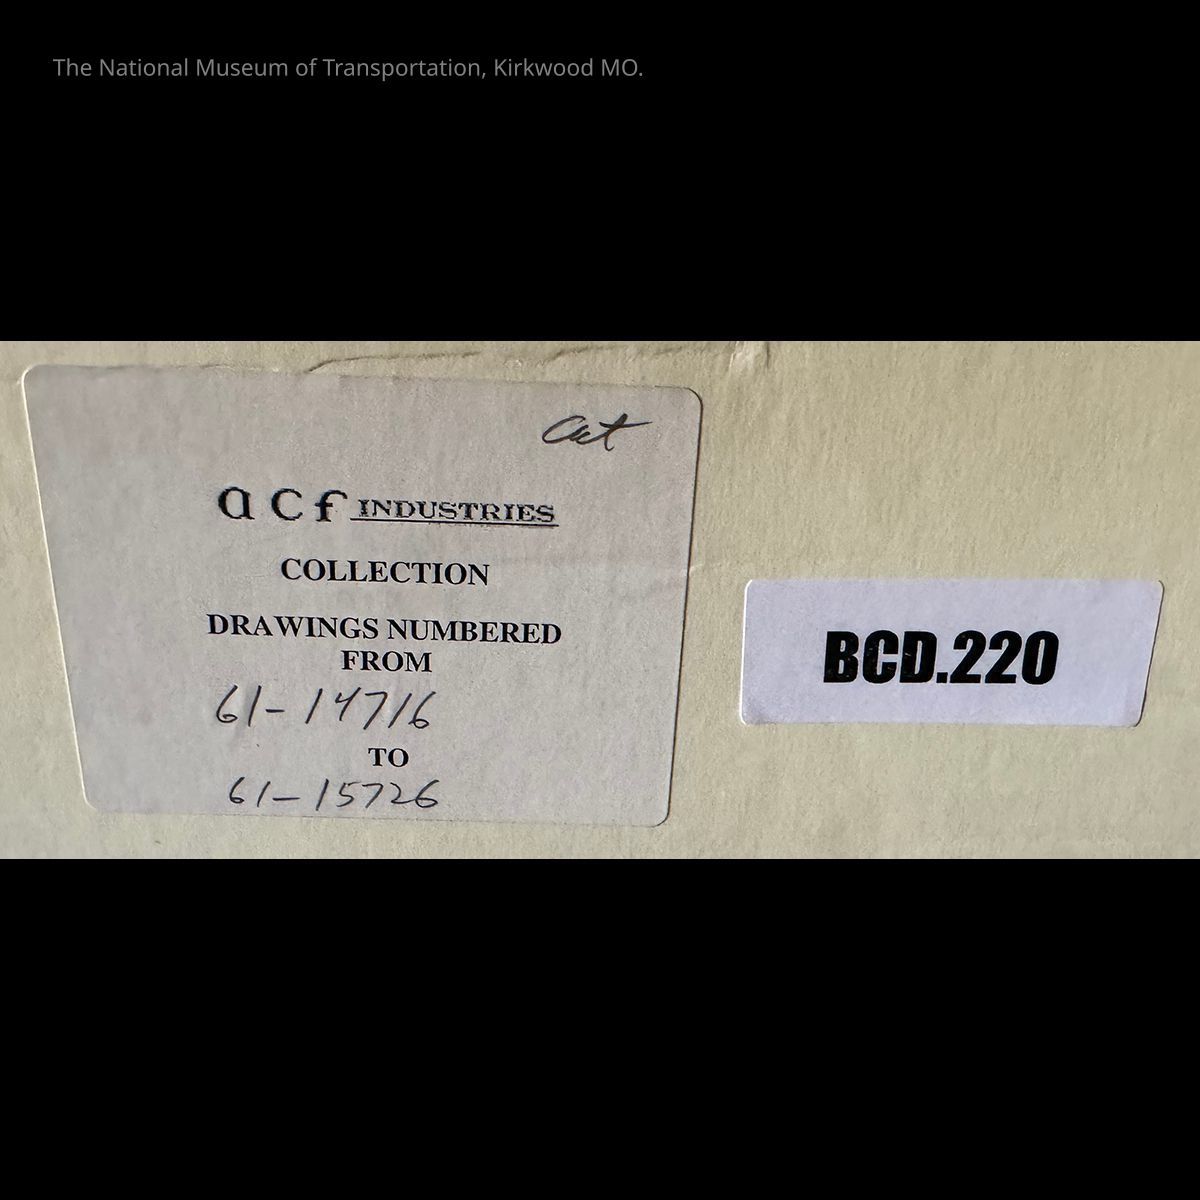 The National Museum of Transportation, Kirkwood MO.
Cat
acf INDUSTRIES
COLLECTION
DRAWINGS NUMBERED
FROM
61-14716
TO
61-15726
BCD.220